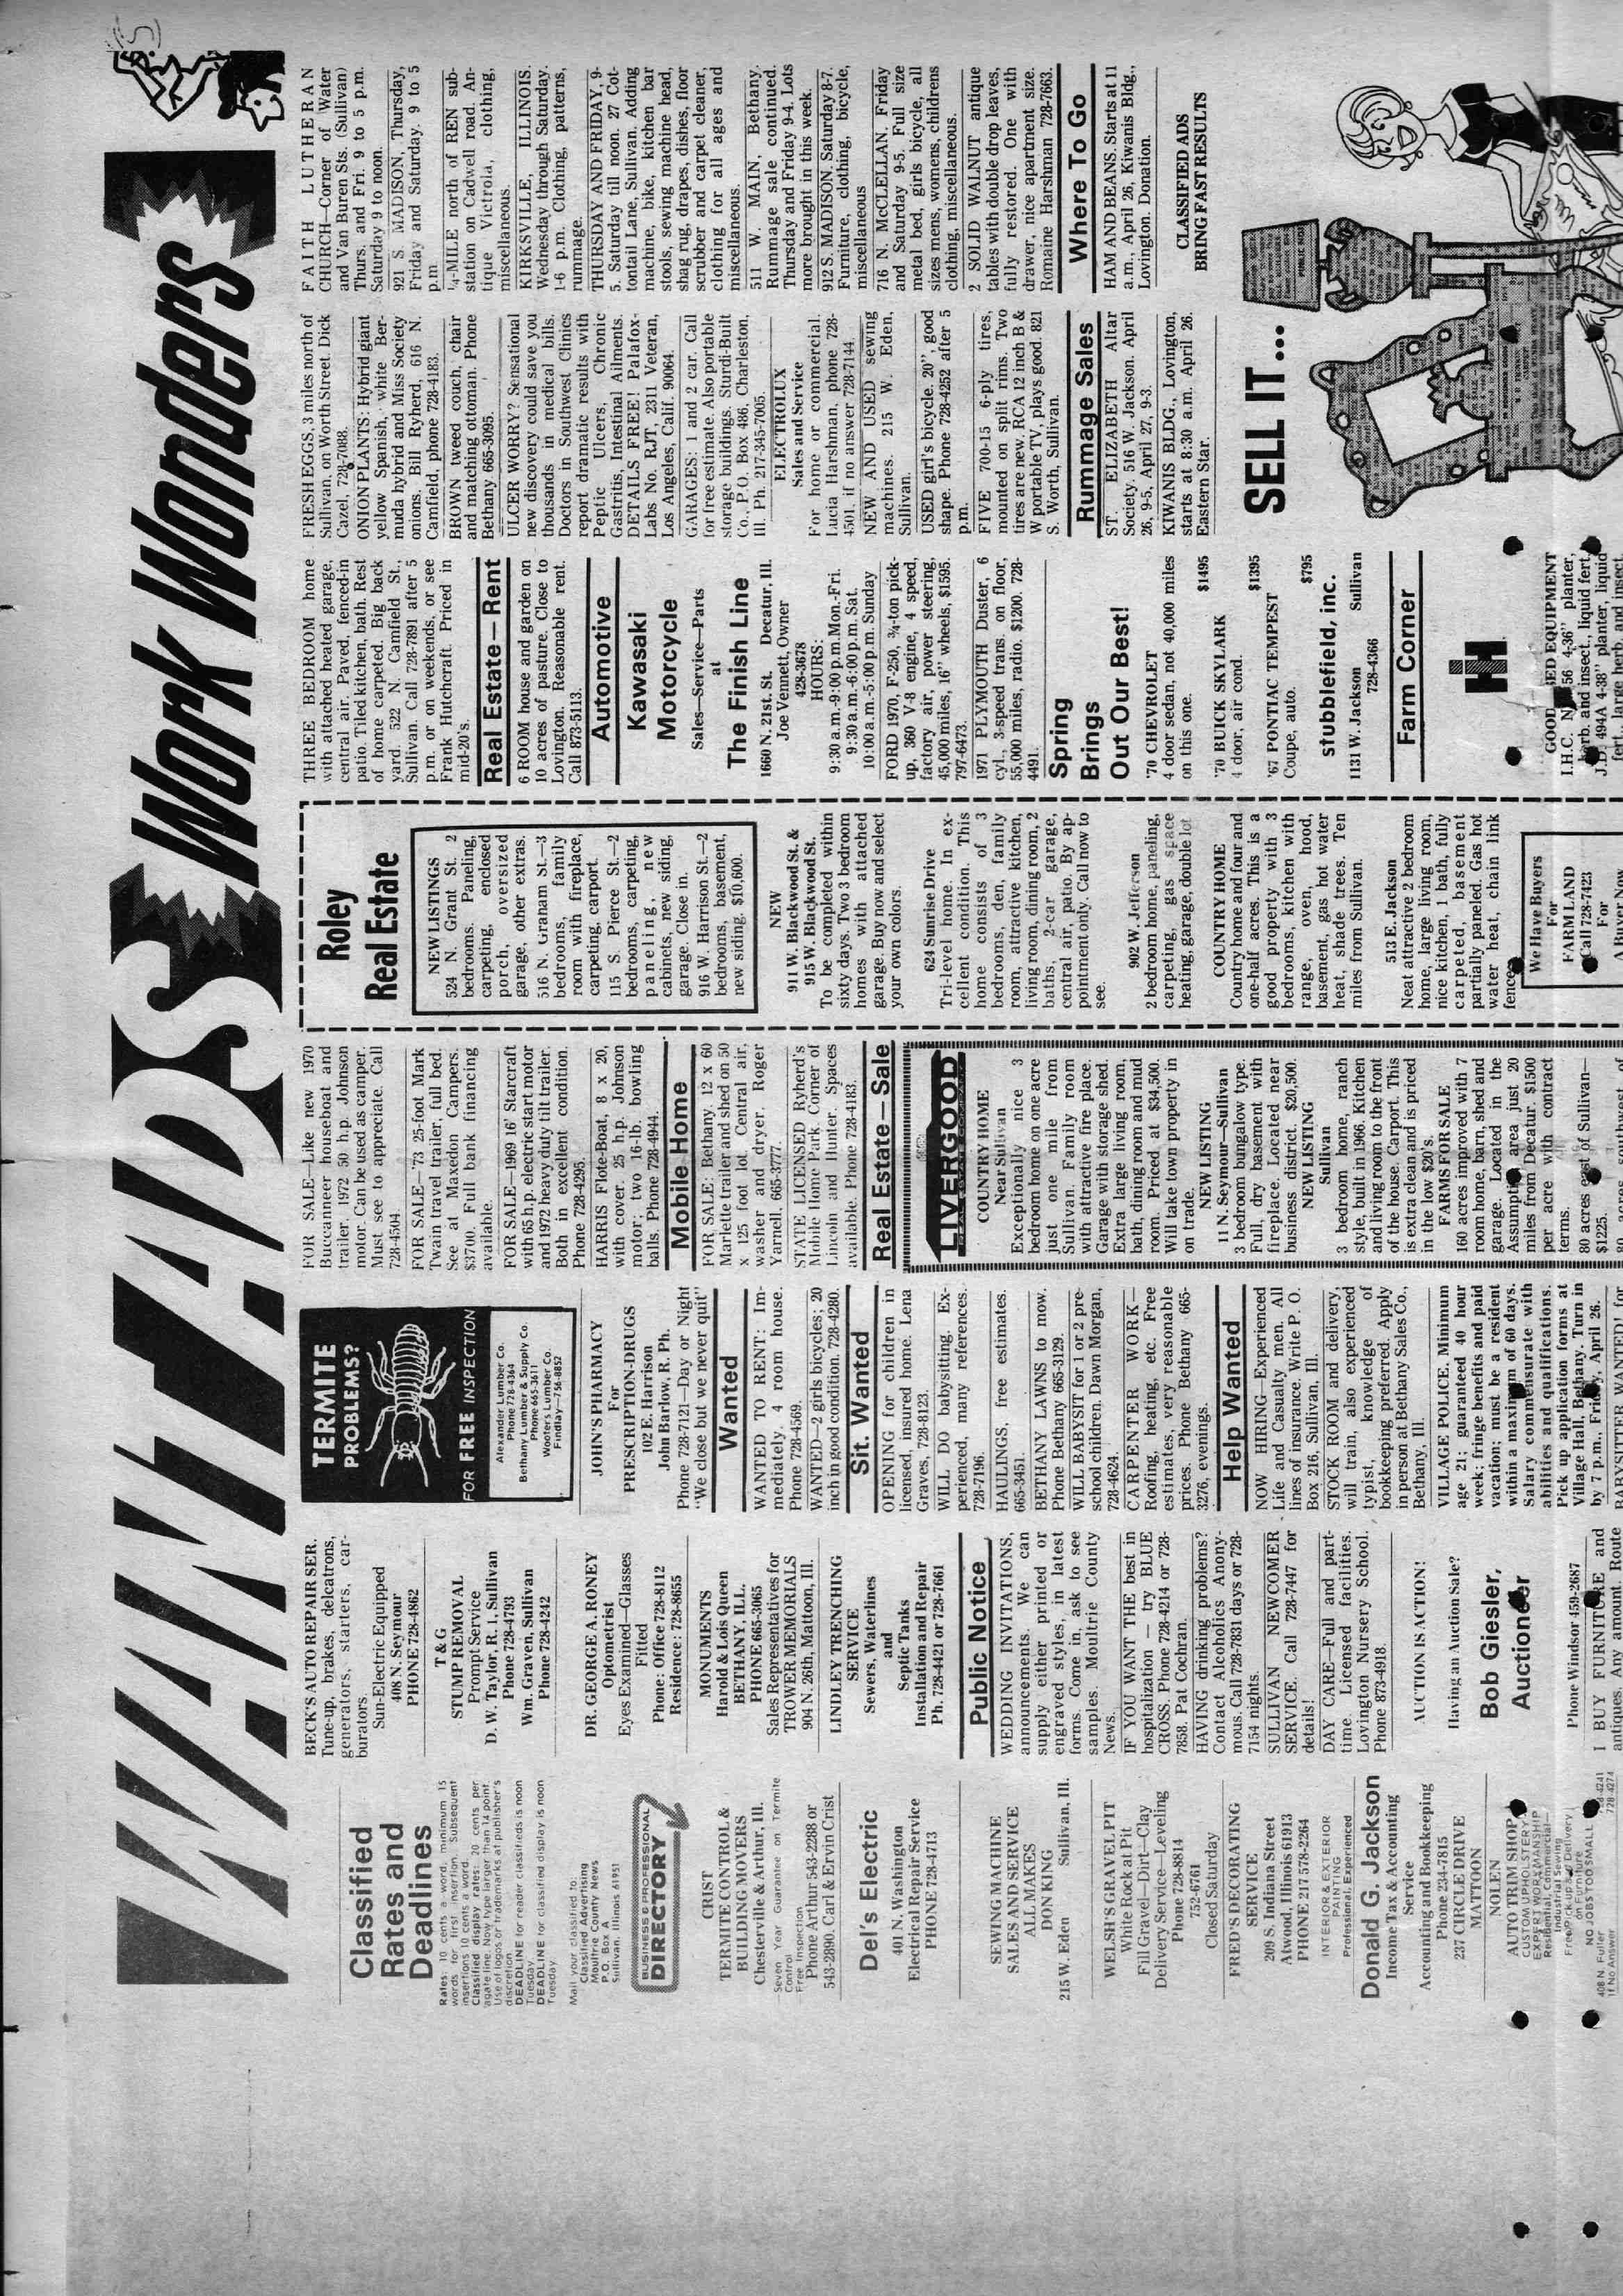 WANT ADS Work Wonders
Classified
Rates and
Deadlines
Rates: 10 cents a word, minimum 15
words for first insertion. Subsequent
insertions 10 cents a word.
Classified display rates: 20 cents per
agate line. Now type larger than 14 point.
Use of logos or trademarks at publisher's
discretion.
DEADLINE for reader classifieds is noon
Tuesday
DEADLINE for classified display is noon
Tuesday
Mail your classified to:
Classified Advertising
Moultrie County News
P.O. Box A
Sullivan, Illinois 61951
BUSINESS & PROFESSIONAL
DIRECTORY
CRIST
TERMITE CONTROL &
BUILDING MOVERS
Chesterville & Arthur, Ill.
Seven Year Guarantee on Termite
Control
Free Inspection
Phone Arthur 543-2288 or
543-2890. Carl & Ervin Crist
Del's Electric
401 N. Washington
Electrical Repair Service
PHONE 728-4713
SEWING MACHINE
SALES AND SERVICE
ALL MAKES
DON KING
215 W. Eden Sullivan, Ill.
WELSH'S GRAVEL PIT
White Rock at Pit
Fill Gravel—Dirt—Clay
Delivery Service—Leveling
Phone 728-8814
752-6761
Closed Saturday
FRED'S DECORATING
SERVICE
209 S. Indiana Street
Atwood, Illinois 61913
PHONE 217 578-2264
INTERIOR & EXTERIOR
PAINTING
Professional, Experienced
Donald G. Jackson
Income Tax & Accounting
Service
Accounting and Bookkeeping
Phone 234-7815
237 CIRCLE DRIVE
MATTOON
NOLEN
AUTO TRIM SHOP
CUSTOM UPHOLSTERY
EXPERT WORKMANSHIP
Residential, Commercial—
Industrial Sewing
Free Pick up and Delivery
on Furniture
NO JOBS TOO SMALL
408 N. Fuller 728-4241
If No Answer 728-4274
BECK'S AUTO REPAIR SER.
Tune-up, brakes, delcatrons,
generators, starters, car-
burators
Sun-Electric Equipped
408 N. Seymour
PHONE 728-4862
T & G
STUMP REMOVAL
Prompt Service
D. W. Taylor, R. 1, Sullivan
Phone 728-4793
Wm. Graven, Sullivan
Phone 728-4242
DR. GEORGE A. RONEY
Optometrist
Eyes Examined—Glasses
Fitted
Phone: Office 728-8112
Residence: 728-8655
MONUMENTS
Harold & Lois Queen
BETHANY, ILL.
PHONE 665-3065
Sales Representatives for
TROWER MEMORIALS
904 N. 26th, Mattoon, Ill.
LINDLEY TRENCHING
SERVICE
Sewers, Waterlines
and
Septic Tanks
Installation and Repair
Ph. 728-4421 or 728-7661
Public Notice
WEDDING INVITATIONS,
announcements. We can
supply either printed or
engraved styles, in latest
forms. Come in, ask to see
samples. Moultrie County
News.
IF YOU WANT THE best in
hospitalization — try BLUE
CROSS. Phone 728-4214 or 728-
7858. Pat Cochran.
HAVING drinking problems?
Contact Alcoholics Anony-
mous. Call 728-7831 days or 728-
7154 nights.
SULLIVAN NEWCOMER
SERVICE. Call 728-7447 for
details!
DAY CARE—Full and part-
time. Licensed facilities.
Lovington Nursery School.
Phone 873-4918.
AUCTION IS ACTION!
Having an Auction Sale?
Bob Giesler,
Auctioneer
Phone Windsor 459-2687
I BUY FURNITURE and
antiques. Any amount. Route
TERMITE
PROBLEMS?
FOR FREE INSPECTION
Alexander Lumber Co.
Phone 728-4364
Bethany Lumber & Supply Co.
Phone 665-3611
Wooters Lumber Co.
Findlay—756-8852
JOHN'S PHARMACY
For
PRESCRIPTION-DRUGS
102 E. Harrison
John Barlow, R. Ph.
Phone 728-7121—Day or Night
"We close but we never quit"
Wanted
WANTED TO RENT: Im-
mediately, 4 room house.
Phone 728-4569.
WANTED—2 girls bicycles; 20
inch in good condition. 728-4280.
Sit. Wanted
OPENING for children in
licensed, insured home. Lena
Graves, 728-8123.
WILL DO babysitting. Ex-
perienced, many references.
728-7196.
HAULINGS, free estimates.
665-3451.
BETHANY LAWNS to mow.
Phone Bethany 665-3129.
WILL BABYSIT for 1 or 2 pre-
school children. Dawn Morgan,
728-4624.
CARPENTER WORK—
Roofing, heating, etc. Free
estimates, very reasonable
prices. Phone Bethany 665-
3276, evenings.
Help Wanted
NOW HIRING—Experienced
Life and Casualty men. All
lines of insurance. Write P. O.
Box 216, Sullivan, Ill.
STOCK ROOM and delivery,
will train, also experienced
typist, knowledge of
bookkeeping preferred. Apply
in person at Bethany Sales Co.,
Bethany, Ill.
VILLAGE POLICE. Minimum
age 21; guaranted 40 hour
week; fringe benefits and paid
vacation; must be a resident
within a maximum of 60 days.
Salary commensurate with
abilities and qualifications.
Pick up application forms at
Village Hall, Bethany. Turn in
by 7 p.m., Friday, April 26.
BABYSITTER WANTED! for
FOR SALE—Like new 1970
Buccanneer houseboat and
trailer. 1972 50 h.p. Johnson
motor. Can be used as camper.
Must see to appreciate. Call
728-4504.
FOR SALE—'73 25-foot Mark
Twain travel trailer, full bed.
See at Maxedon Campers.
$3700. Full bank financing
available.
FOR SALE—1969 16' Starcraft
with 65 h.p. electric start motor
and 1972 heavy duty tilt trailer.
Both in excellent condition.
Phone 728-4295.
HARRIS Flote-Boat, 8 x 20,
with cover. 25 h.p. Johnson
motor; two 16-lb. bowling
balls. Phone 728-4944.
Mobile Home
FOR SALE: Bethany. 12 x 60
Marlette trailer and shed on 50
x 125 foot lot. Central air,
washer and dryer. Roger
Yarnell. 665-3777.
STATE LICENSED Ryherd's
Mobile Home Park. Corner of
Lincoln and Hunter. Spaces
available. Phone 728-4183.
Real Estate—Sale
LIVERGOOD
REAL ESTATE COMPANY
COUNTRY HOME
Near Sullivan
Exceptionally nice 3
bedroom home on one acre
just one mile from
Sullivan. Family room
with attractive fire place.
Garage with storage shed.
Extra large living room,
bath, dining room and mud
room. Priced at $34,500.
Will take town property in
on trade.
NEW LISTING
11 N. Seymour—Sullivan
3 bedroom bungalow type.
Full, dry basement with
fireplace. Located near
business district. $20,500.
NEW LISTING
Sullivan
3 bedroom home, ranch
style, built in 1966. Kitchen
and living room to the front
of the house. Carport. This
is extra clean and is priced
in the low $20's.
FARMS FOR SALE
160 acres improved with 7
room home, barn, shed and
garage. Located in the
Assumption area just 20
miles from Decatur. $1500
per acre with contract
terms.
80 acres east of Sullivan—
$1225.
80 acres southeast of
Roley
Real Estate
NEW LISTINGS
524 N. Grant St. 2
bedrooms. Paneling,
carpeting, enclosed
porch, oversized
garage, other extras.
516 N. Graham St.—3
bedrooms, family
room with fireplace,
carpeting, carport.
115 S. Pierce St.—2
bedrooms, carpeting,
paneling, new
cabinets, new siding,
garage. Close in.
916 W. Harrison St.—2
bedrooms, basement,
new siding, $10,600.
NEW
911 W. Blackwood St. &
915 W. Blackwood St.
To be completed within
sixty days. Two 3 bedroom
homes with attached
garage. Buy now and select
your own colors.
624 Sunrise Drive
Tri-level home. In ex-
cellent condition. This
home consists of 3
bedrooms, den, family
room, attractive kitchen,
living room, dining room, 2
baths, 2-car garage,
central air, patio. By ap-
pointment only. Call now to
see.
902 W. Jefferson
2 bedroom home, paneling,
carpeting, gas space
heating, garage, double lot
COUNTRY HOME
Country home and four and
one-half acres. This is a
good property with 3
bedrooms, kitchen with
range, oven, hood,
basement, gas hot water
heat, shade trees. Ten
miles from Sullivan.
513 E. Jackson
Neat attractive 2 bedroom
home, large living room,
nice kitchen, 1 bath, fully
carpeted, basement
partially paneled. Gas hot
water heat, chain link
fence.
We Have Buyers
For
FARM LAND
Call 728-7423
For
A Buyer Now
THREE BEDROOM home
with attached heated garage,
central air. Paved, fenced-in
patio. Tiled kitchen, bath. Rest
of home carpeted. Big back
yard. 522 N. Camfield St.,
Sullivan. Call 728-7891 after 5
p.m. or on weekends, or see
Frank Hutchcraft. Priced in
mid-20's.
Real Estate—Rent
6 ROOM house and garden on
10 acres of pasture. Close to
Lovington. Reasonable rent.
Call 873-5113.
Automotive
Kawasaki
Motorcycle
Sales—Service—Parts
at
The Finish Line
1660 N. 21st. St. Decatur, Ill.
Joe Vennett, Owner
428-3678
HOURS:
9:30 a.m.-9:00 p.m. Mon.-Fri.
9:30 a.m.-6:00 p.m. Sat.
10:00 a.m.-5:00 p.m. Sunday
FORD 1970, F-250, ¾-ton pick-
up, 360 V-8 engine, 4 speed,
factory air, power steering,
45,000 miles, 16" wheels, $1595.
797-6473.
1971 PLYMOUTH Duster, 6
cyl., 3-speed trans. on floor,
55,000 miles, radio. $1200. 728-
4491.
Spring
Brings
Out Our Best!
'70 CHEVROLET
4 door sedan, not 40,000 miles
on this one. $1495
'70 BUICK SKYLARK
4 door, air cond. $1395
'67 PONTIAC TEMPEST
Coupe, auto. $795
stubblefield, inc.
1131 W. Jackson Sullivan
728-4366
Farm Corner
IH
GOOD USED EQUIPMENT
I.H.C. No. 56 4-36" planter,
herb. and insect., liquid fert.
J.D. 494A 4-38" planter, liquid
fert., large herb. and insect.
FRESH EGGS, 3 miles north of
Sullivan, on Worth Street. Dick
Cazel, 728-7088.
ONION PLANTS: Hybrid giant
yellow Spanish, white Ber-
muda hybrid and Miss Society
onions. Bill Ryherd, 616 N.
Camfield, phone 728-4183.
BROWN tweed couch, chair
and matching ottoman. Phone
Bethany 665-3095.
ULCER WORRY? Sensational
new discovery could save you
thousands in medical bills.
Doctors in Southwest Clinics
report dramatic results with
Peptic Ulcers, Chronic
Gastritis, Intestinal Ailments.
DETAILS FREE! Palafox-
Labs No. RJT, 2311 Veteran,
Los Angeles, Calif. 90064.
GARAGES: 1 and 2 car. Call
for free estimate. Also portable
storage buildings. Sturdi-Built
Co., P.O. Box 486, Charleston,
Ill. Ph. 217-345-7005.
ELECTROLUX
Sales and Service
For home or commercial.
Lucia Harshman, phone 728-
4501, if no answer 728-7144.
NEW AND USED sewing
machines. 215 W. Eden,
Sullivan.
USED girl's bicycle. 20", good
shape. Phone 728-4252 after 5
p.m.
FIVE 700-15 6-ply tires,
mounted on split rims. Two
tires are new. RCA 12 inch B &
W portable TV, plays good. 821
S. Worth, Sullivan.
Rummage Sales
ST. ELIZABETH Altar
Society. 516 W. Jackson. April
26, 9-5, April 27, 9-3.
KIWANIS BLDG., Lovington,
starts at 8:30 a.m. April 26.
Eastern Star.
SELL IT...
FAITH LUTHERAN
CHURCH—Corner of Water
and Van Buren Sts. (Sullivan)
Thurs. and Fri. 9 to 5 p.m.
Saturday 9 to noon.
921 S. MADISON, Thursday,
Friday and Saturday. 9 to 5
p.m
¼-MILE north of REN sub-
station on Cadwell road. An-
tique Victrola, clothing,
miscellaneous.
KIRKSVILLE, ILLINOIS.
Wednesday through Saturday.
1-6 p.m. Clothing, patterns,
rummage.
THURSDAY AND FRIDAY, 9-
5. Saturday till noon. 27 Cot-
tontail Lane, Sullivan. Adding
machine, bike, kitchen bar
stools, sewing machine head,
shag rug, drapes, dishes, floor
scrubber and carpet cleaner,
clothing for all ages and
miscellaneous.
511 W. MAIN, Bethany.
Rummage sale continued.
Thursday and Friday 9-4. Lots
more brought in this week.
912 S. MADISON, Saturday 8-7.
Furniture, clothing, bicycle,
miscellaneous
716 N. McCLELLAN. Friday
and Saturday 9-5. Full size
metal bed, girls bicycle, all
sizes mens, womens, childrens
clothing, miscellaneous.
2 SOLID WALNUT antique
tables with double drop leaves,
fully restored. One with
drawer, nice apartment size.
Romaine Harshman 728-7663.
Where To Go
HAM AND BEANS. Starts at 11
a.m., April 26, Kiwanis Bldg.,
Lovington. Donation.
CLASSIFIED ADS
BRING FAST RESULTS